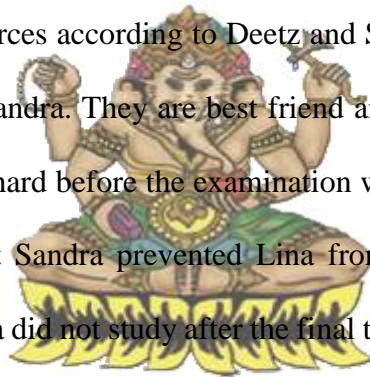 rces according to Deetz and S
andra. They are best friend a
hard before the examination w
Sandra prevented Lina fro
a did not study after the final t